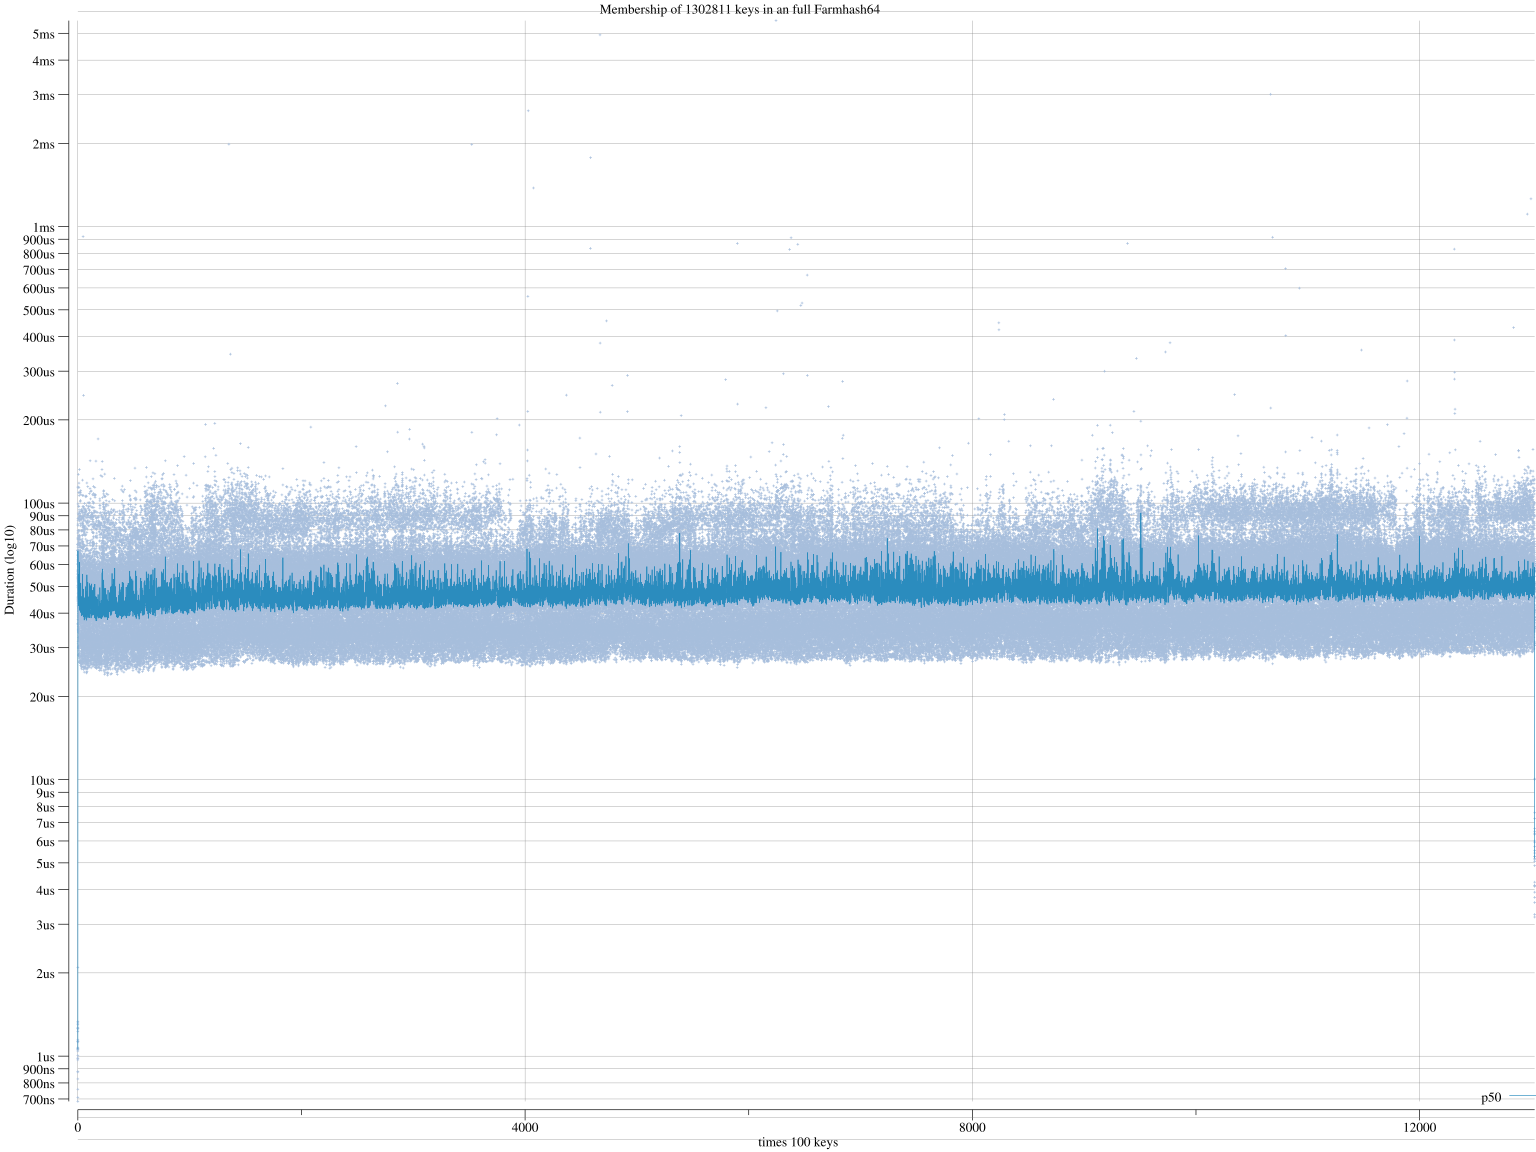 Membership of 1302811 keys in an full Farmhash64
5ms
4ms
3ms
2ms
1ms
900us
800us
700us
600us
500us
400us
300us
200us
100us
90us
80us
70us
60us
50us
40us
30us
20us
10us
9us
8us
7us
6us
5us
4us
3us
2us
1us
900ns
800ns
700ns
Duration (log10)
p50
0 4000 8000 12000
times 100 keys